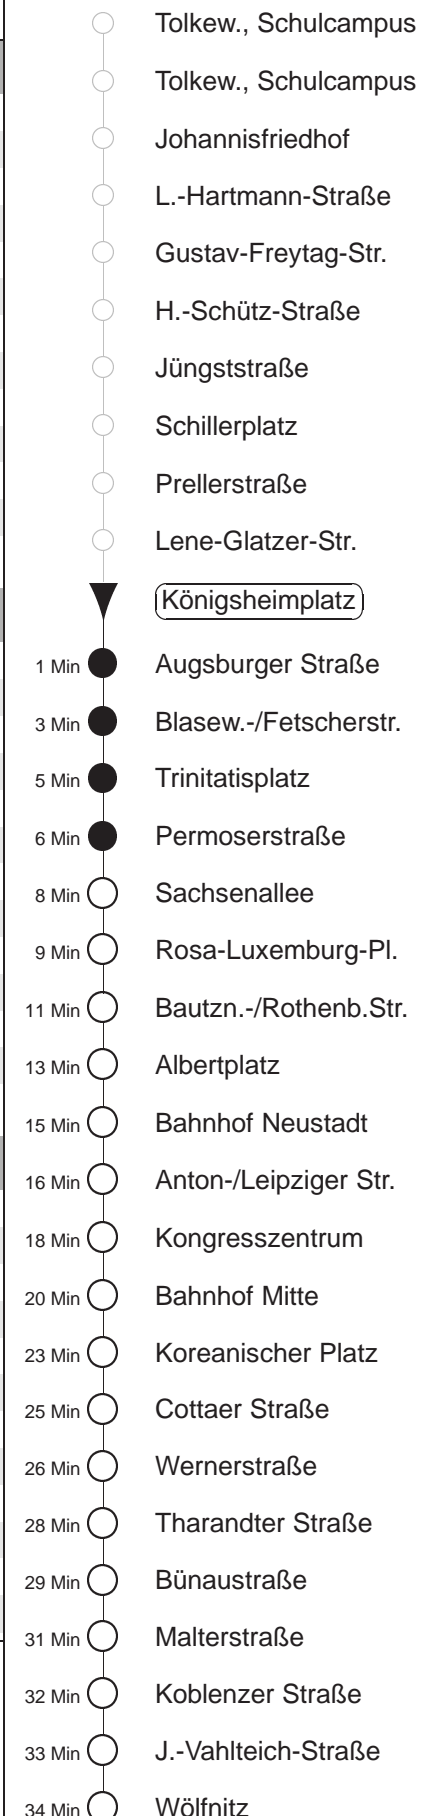 Tolkew., Schulcampus
Tolkew., Schulcampus
Johannisfriedhof
L.-Hartmann-Straße
Gustav-Freytag-Str.
H.-Schütz-Straße
Jüngststraße
Schillerplatz
Prellerstraße
Lene-Glatzer-Str.
Königsheimplatz
1 Min Augsburger Straße
3 Min Blasew.-/Fetscherstr.
5 Min Trinitatisplatz
6 Min Permoserstraße
8 Min Sachsenallee
9 Min Rosa-Luxemburg-Pl.
11 Min Bautzn.-/Rothenb.Str.
13 Min Albertplatz
15 Min Bahnhof Neustadt
16 Min Anton-/Leipziger Str.
18 Min Kongresszentrum
20 Min Bahnhof Mitte
23 Min Koreanischer Platz
25 Min Cottaer Straße
26 Min Wernerstraße
28 Min Tharandter Straße
29 Min Bünaustraße
31 Min Malterstraße
32 Min Koblenzer Straße
33 Min J.-Vahlteich-Straße
34 Min Wölfnitz